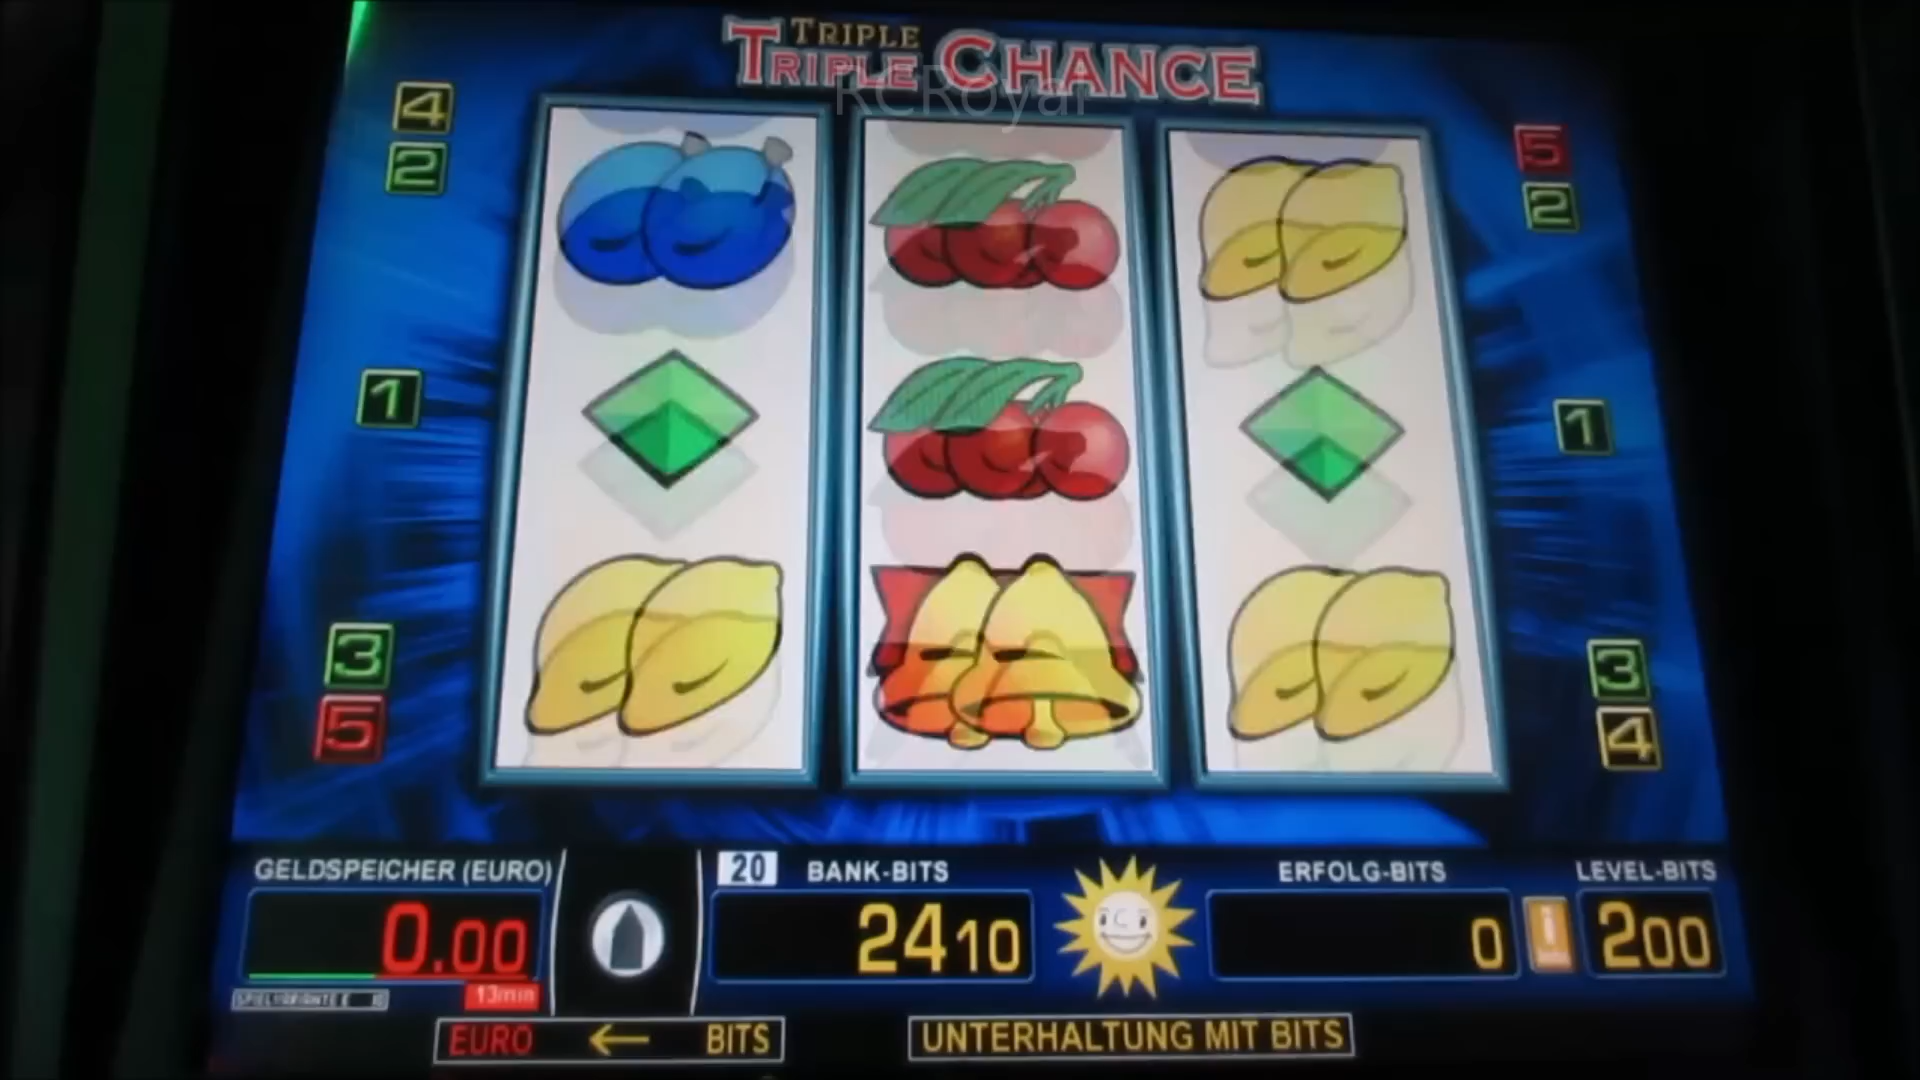 TRIPLE
TRIPLE CHANCE
RCRoyal
4
2
5
2
1
1
3
5
3
4
GELDSPEICHER (EURO)
20 BANK-BITS
ERFOLG-BITS
LEVEL-BITS
0.00
2410
0
200
13min
EURO ← BITS
UNTERHALTUNG MIT BITS